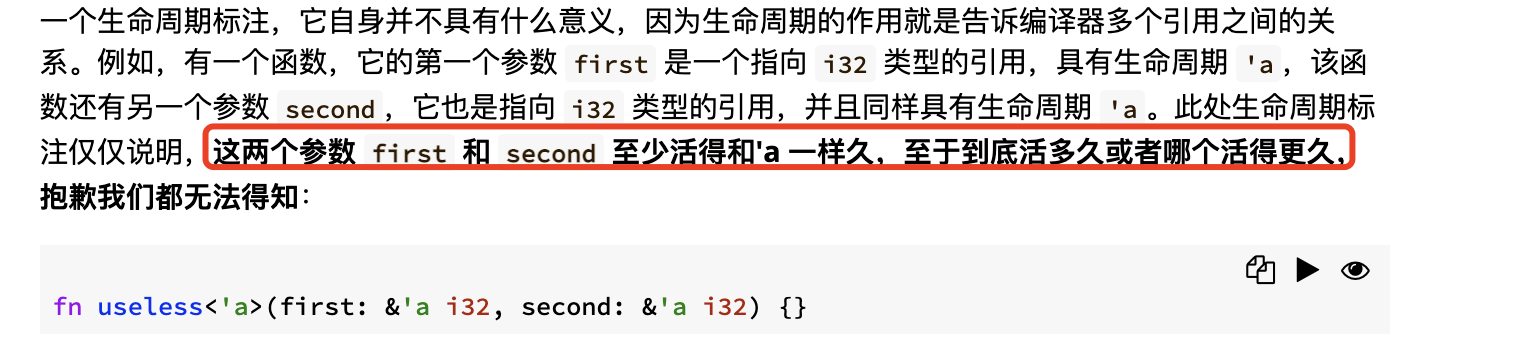 一个生命周期标注，它自身并不具有什么意义，因为生命周期的作用就是告诉编译器多个引用之间的关
系。例如，有一个函数，它的第一个参数 first 是一个指向 i32 类型的引用，具有生命周期 'a，该函
数还有另一个参数 second，它也是指向 i32 类型的引用，并且同样具有生命周期 'a。此处生命周期标
注仅仅说明，这两个参数 first 和 second 至少活得和'a 一样久，至于到底活多久或者哪个活得更久，
抱歉我们都无法得知：
fn useless<'a>(first: &'a i32, second: &'a i32) {}